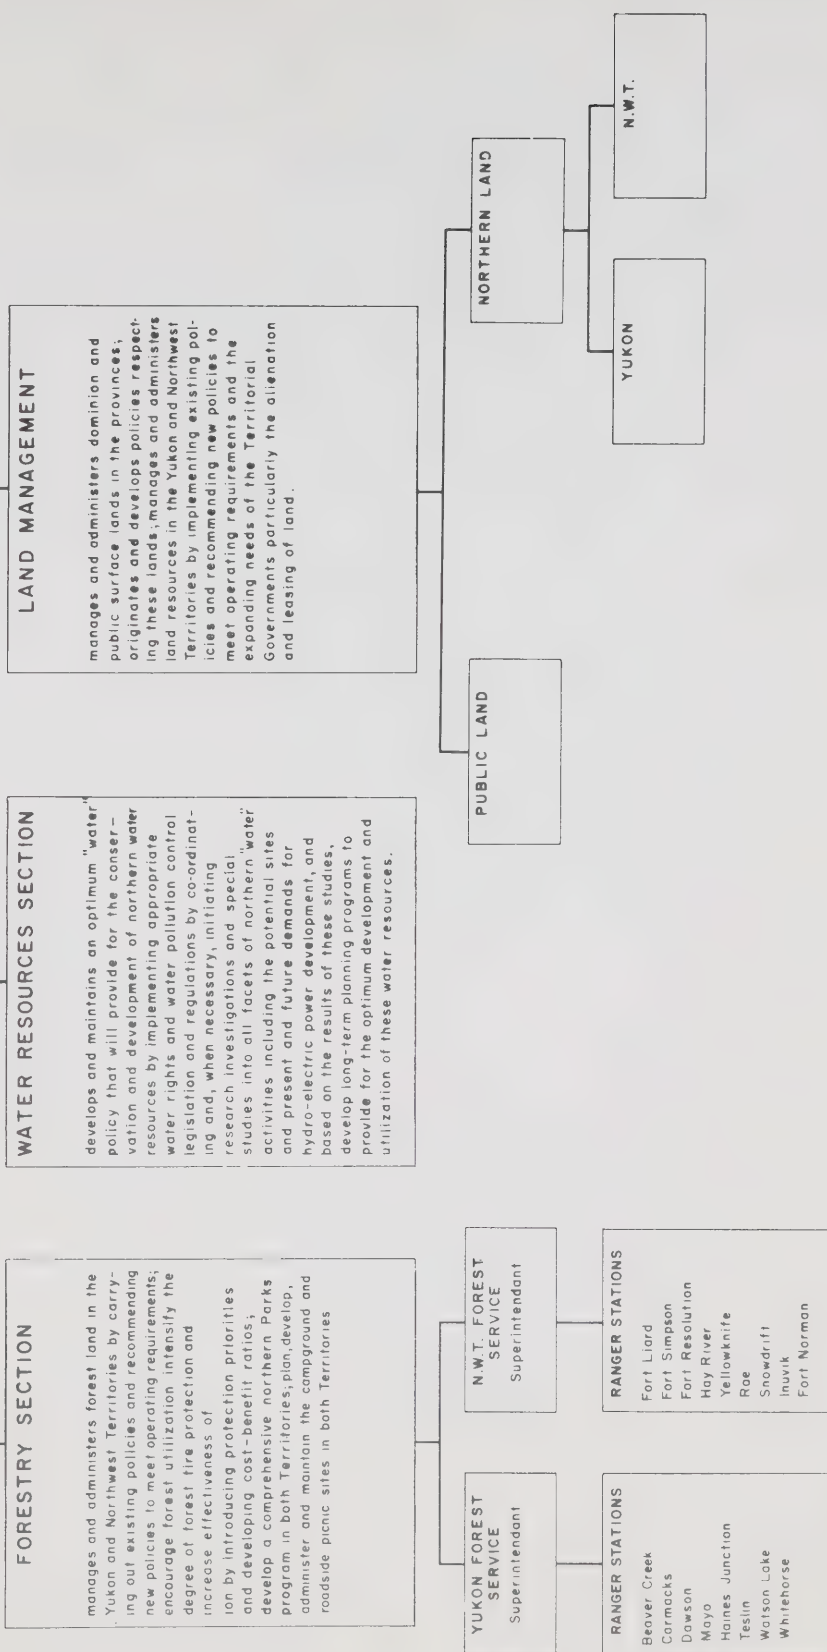 FORESTRY SECTION
manages and administers forest land in the
Yukon and Northwest Territories by carry-
ing out existing policies and recommending
new policies to meet operating requirements;
encourage forest utilization intensify the
degree of forest fire protection and
increase effectiveness of
ion by introducing protection priorities
and developing cost-benefit ratios;
develop a comprehensive northern Parks
program in both Territories; plan, develop,
administer and maintain the campground and
roadside picnic sites in both Territories
YUKON FOREST
SERVICE
Superintendant
RANGER STATIONS
Beaver Creek
Carmacks
Dawson
Mayo
Haines Junction
Teslin
Watson Lake
Whitehorse
N.W.T. FOREST
SERVICE
Superintendant
RANGER STATIONS
Fort Liard
Fort Simpson
Fort Resolution
Hay River
Yellowknife
Rae
Snowdrift
Inuvik
Fort Norman
WATER RESOURCES SECTION
develops and maintains an optimum "water"
policy that will provide for the conser-
vation and development of northern water
resources by implementing appropriate
water rights and water pollution control
legislation and regulations by co-ordinat-
ing and, when necessary, initiating
research investigations and special
studies into all facets of northern "water"
activities including the potential sites
and present and future demands for
hydro-electric power development, and
based on the results of these studies,
develop long-term planning programs to
provide for the optimum development and
utilization of these water resources.
LAND MANAGEMENT
manages and administers dominion and
public surface lands in the provinces;
originates and develops policies respect-
ing these lands; manages and administers
land resources in the Yukon and Northwest
Territories by implementing existing pol-
icies and recommending new policies to
meet operating requirements and the
expanding needs of the Territorial
Governments particularly the alienation
and leasing of land.
PUBLIC LAND
NORTHERN LAND
YUKON
N.W.T.